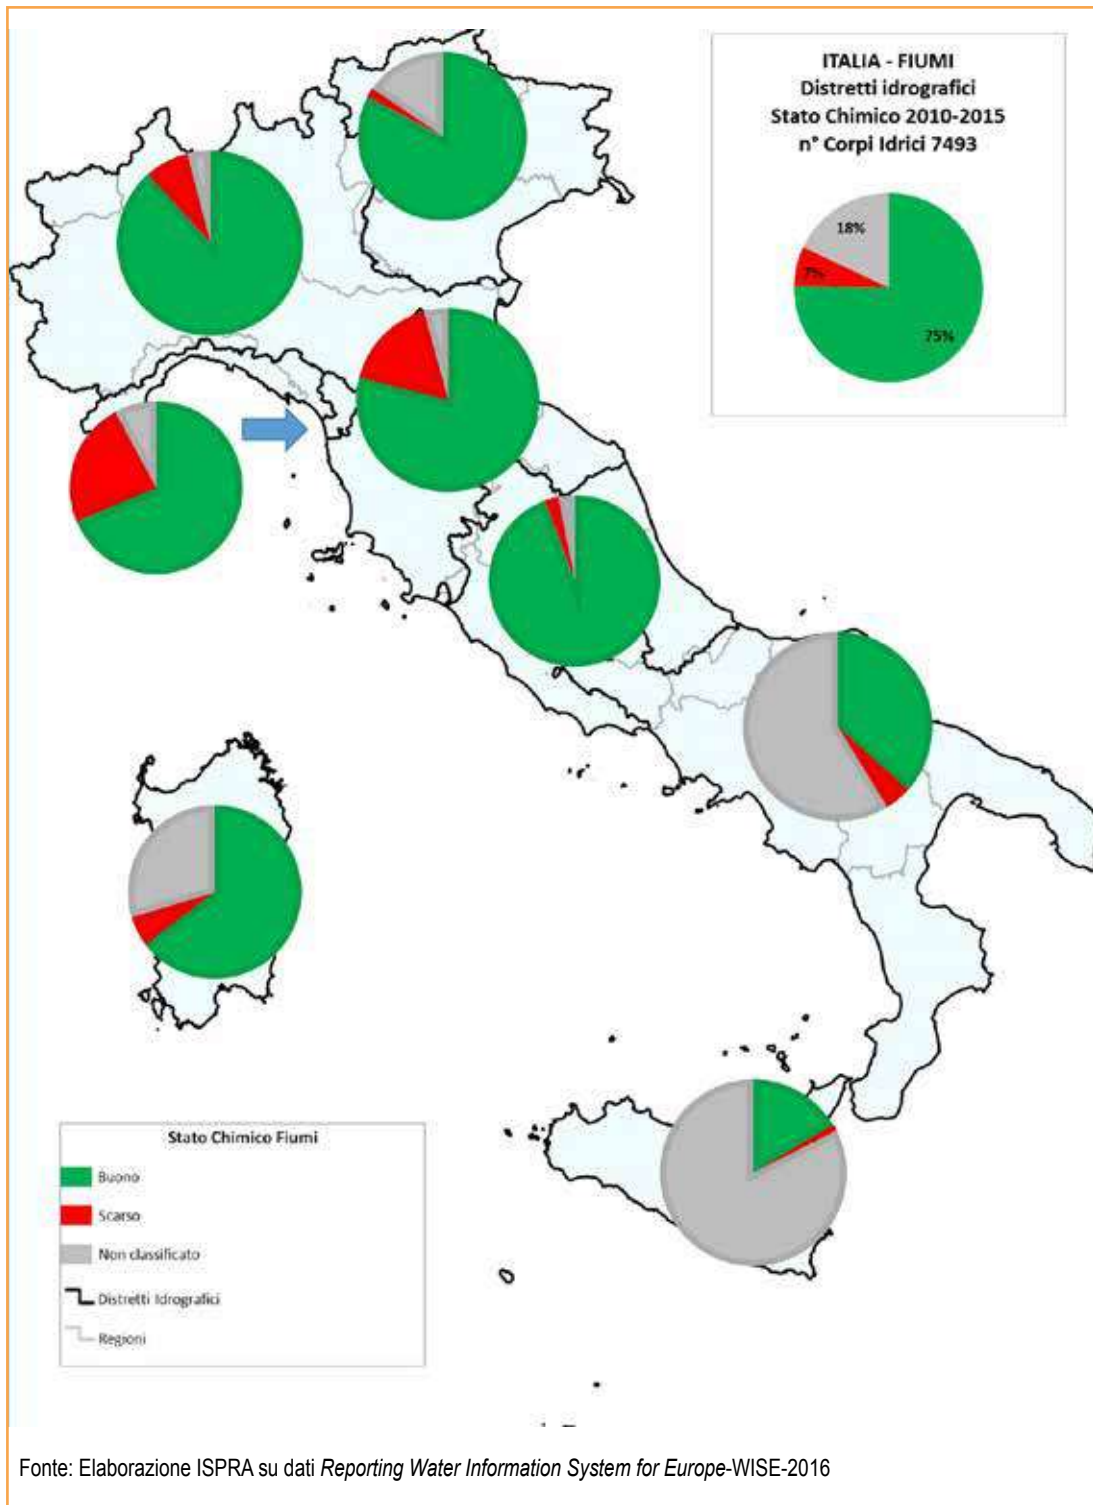 ITALIA - FIUMI
Distretti idrografici
Stato Chimico 2010-2015
n° Corpi Idrici 7493
18%
7%
75%
Stato Chimico Fiumi
Buono
Scarso
Non classificato
Distretti Idrografici
Regioni
Fonte: Elaborazione ISPRA su dati Reporting Water Information System for Europe-WISE-2016